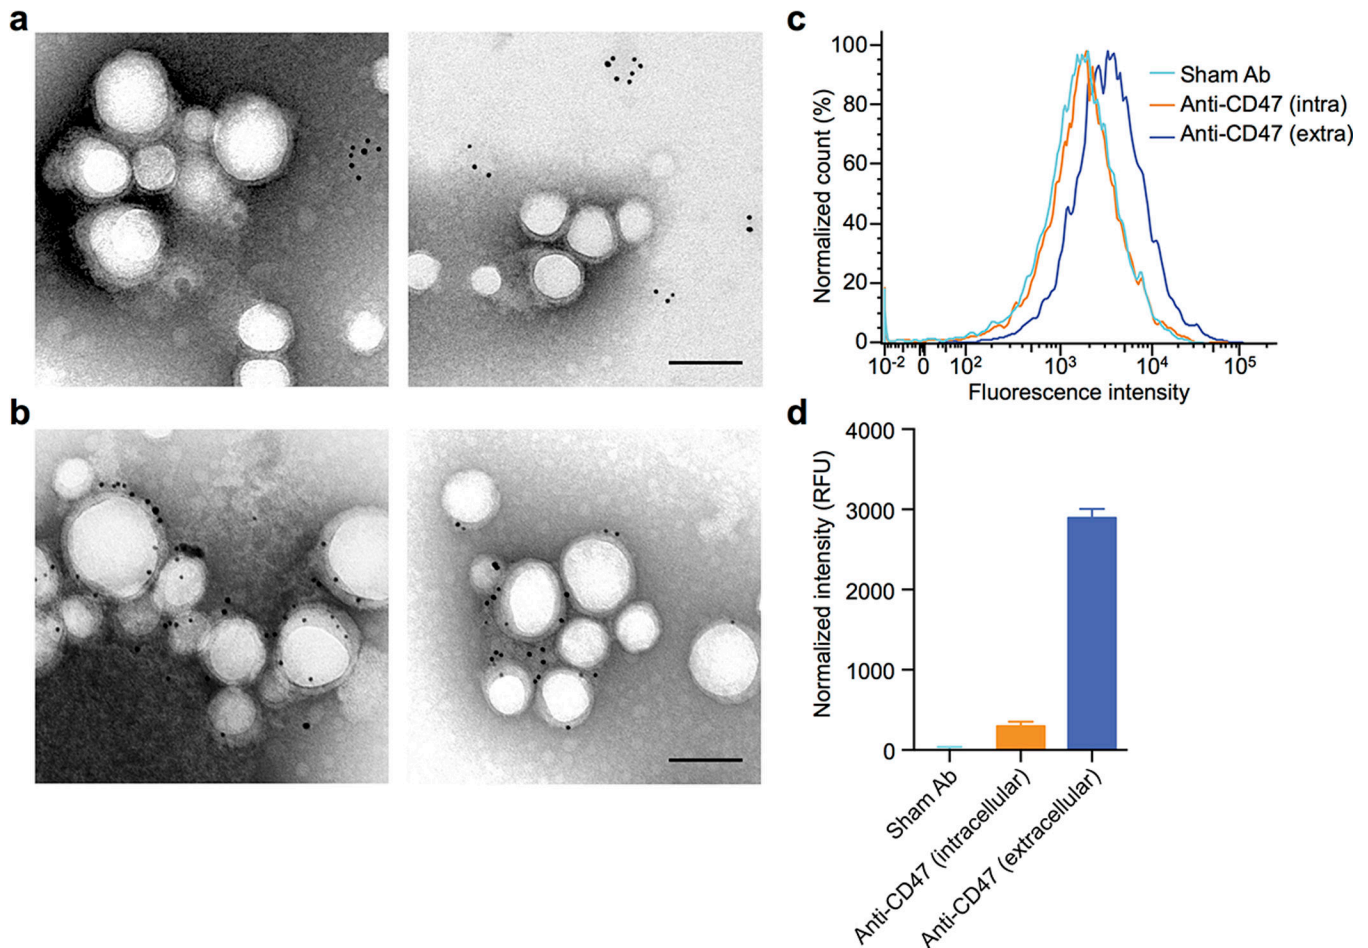 a
c
100
80
60
40
20
0
Normalized count (%)
10-2 0 10² 10³ 10⁴ 10⁵
Fluorescence intensity
Sham Ab
Anti-CD47 (intra)
Anti-CD47 (extra)
b
d
4000
3000
2000
1000
0
Normalized intensity (RFU)
Sham Ab
Anti-CD47 (intracellular)
Anti-CD47 (extracellular)